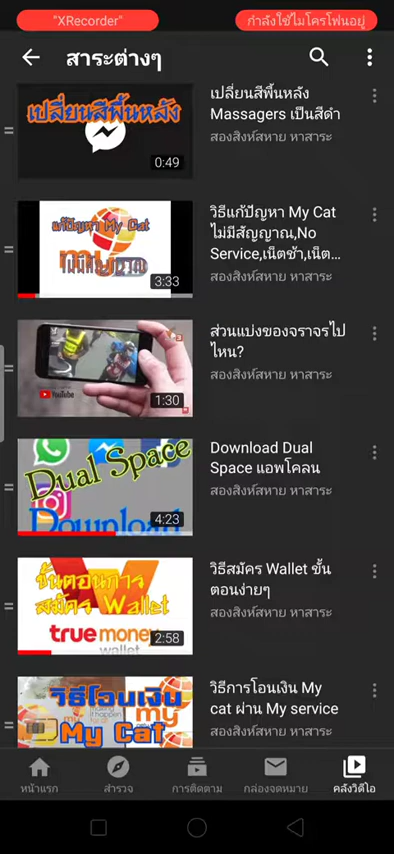 "XRecorder"
กำลังใช้ไมโครโฟนอยู่
สาระต่างๆ
เปลี่ยนสีพื้นหลัง
0:49
เปลี่ยนสีพื้นหลัง
Massagers เป็นสีดำ
สองสิงห์สหาย หาสาระ
แก้ปัญหา My Cat
my
ไม่มีสัญญาณ
3:33
วิธีแก้ปัญหา My Cat
ไม่มีสัญญาณ,No
Service,เน็ตช้า,เน็ต...
สองสิงห์สหาย หาสาระ
YouTube
1:30
ส่วนแบ่งของจราจรไป
ไหน?
สองสิงห์สหาย หาสาระ
Dual Space
Download
4:23
Download Dual
Space แอพโคลน
สองสิงห์สหาย หาสาระ
ขั้นตอนการ
สมัคร Wallet
true money
wallet
2:58
วิธีสมัคร Wallet ขั้น
ตอนง่ายๆ
สองสิงห์สหาย หาสาระ
วิธีโอนเงิน
my
My Cat
วิธีการโอนเงิน My
cat ผ่าน My service
สองสิงห์สหาย หาสาระ
หน้าแรก
สำรวจ
การติดตาม
กล่องจดหมาย
คลังวิดีโอ